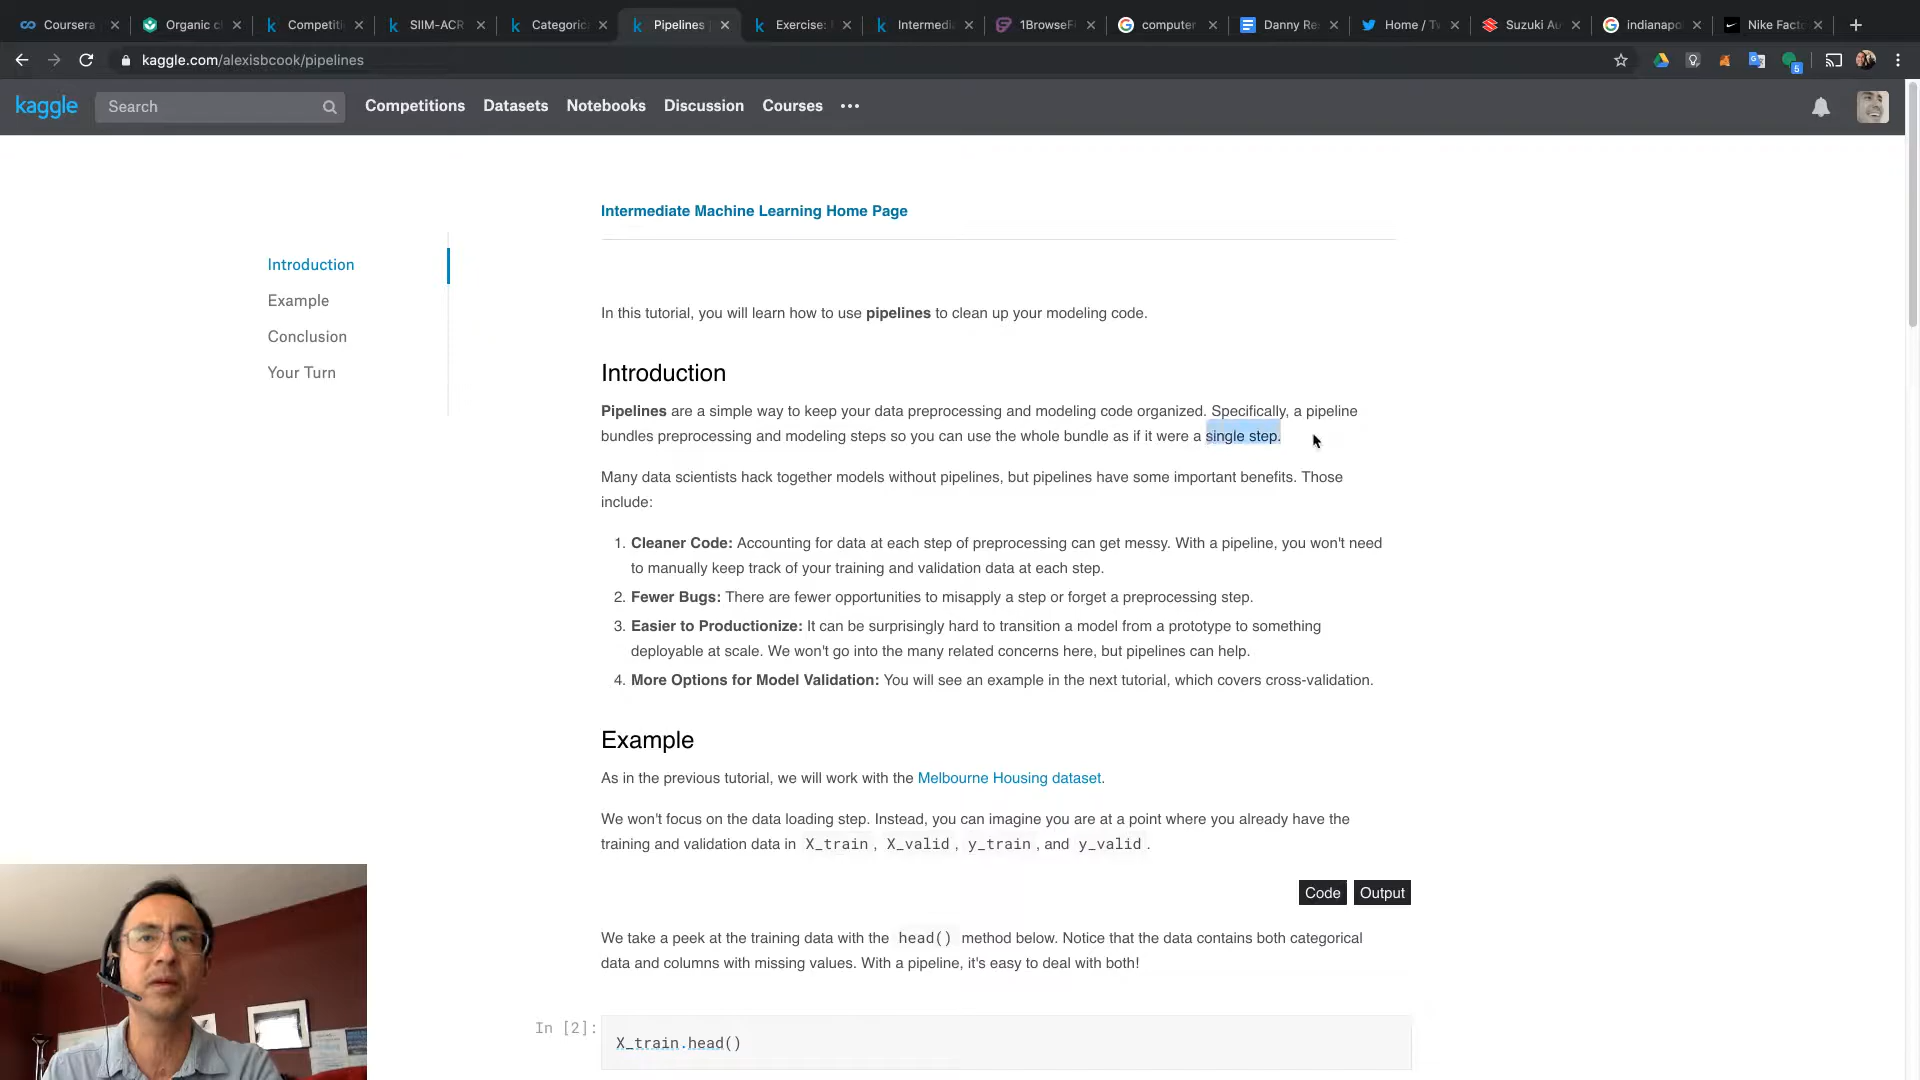 Coursera
Organic c
Competiti
SIIM-ACR
Categoric
Pipelines
Exercise:
Intermedi
1BrowseF
computer
Danny Re
Home / Tw
Suzuki Au
indianapo
Nike Facto
kaggle.com/alexisbcook/pipelines
5
kaggle
Search
Competitions
Datasets
Notebooks
Discussion
Courses
Intermediate Machine Learning Home Page
Introduction
Example
Conclusion
Your Turn
In this tutorial, you will learn how to use pipelines to clean up your modeling code.
Introduction
Pipelines are a simple way to keep your data preprocessing and modeling code organized. Specifically, a pipeline
bundles preprocessing and modeling steps so you can use the whole bundle as if it were a single step.
Many data scientists hack together models without pipelines, but pipelines have some important benefits. Those
include:
1. Cleaner Code: Accounting for data at each step of preprocessing can get messy. With a pipeline, you won't need
to manually keep track of your training and validation data at each step.
2. Fewer Bugs: There are fewer opportunities to misapply a step or forget a preprocessing step.
3. Easier to Productionize: It can be surprisingly hard to transition a model from a prototype to something
deployable at scale. We won't go into the many related concerns here, but pipelines can help.
4. More Options for Model Validation: You will see an example in the next tutorial, which covers cross-validation.
Example
As in the previous tutorial, we will work with the Melbourne Housing dataset.
We won't focus on the data loading step. Instead, you can imagine you are at a point where you already have the
training and validation data in X_train, X_valid, y_train, and y_valid.
Code
Output
We take a peek at the training data with the head() method below. Notice that the data contains both categorical
data and columns with missing values. With a pipeline, it's easy to deal with both!
In [2]:
X_train.head()